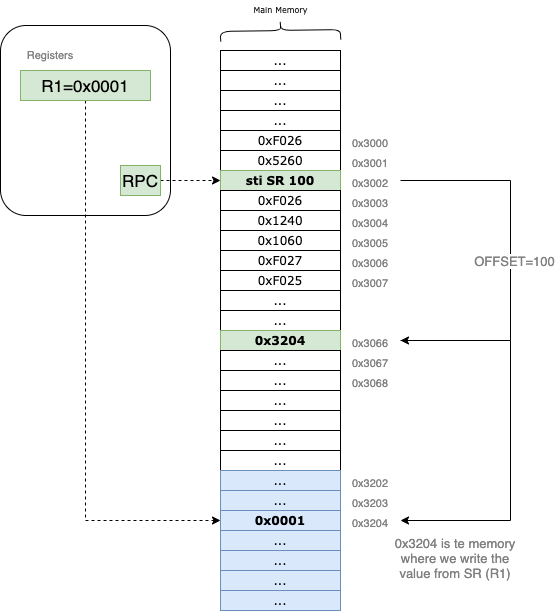 Main Memory
Registers
R1=0x0001
RPC
...
...
...
...
0xF026 0x3000
0x5260 0x3001
sti SR 100 0x3002
0xF026 0x3003
0x1240 0x3004
0x1060 0x3005
0xF027 0x3006
OFFSET=100
0xF025 0x3007
...
...
0x3204 0x3066
... 0x3067
... 0x3068
...
...
...
...
... 0x3202
... 0x3203
0x0001 0x3204
...
...
...
...
0x3204 is te memory
where we write the
value from SR (R1)